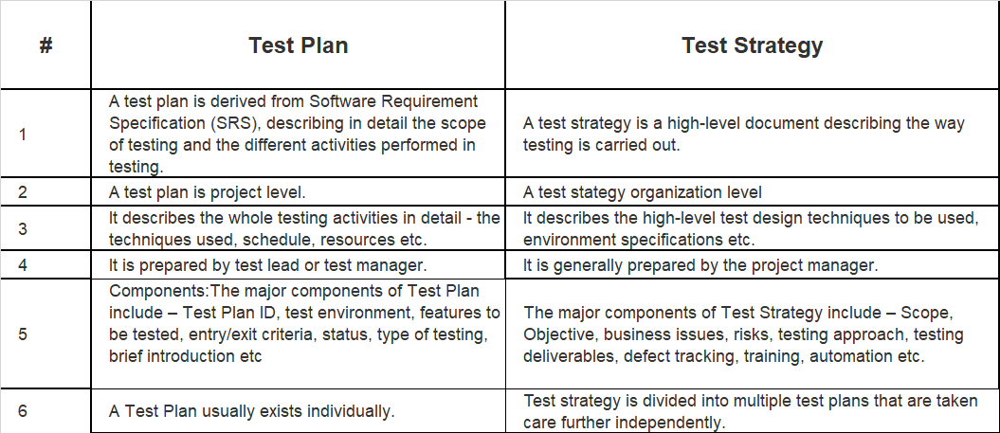 # Test Plan Test Strategy
1 A test plan is derived from Software Requirement
Specification (SRS), describing in detail the scope
of testing and the different activities performed in
testing.
A test strategy is a high-level document describing the way
testing is carried out.
2 A test plan is project level. A test stategy organization level
3 It describes the whole testing activities in detail - the
techniques used, schedule, resources etc.
It describes the high-level test design techniques to be used,
environment specifications etc.
4 It is prepared by test lead or test manager. It is generally prepared by the project manager.
5 Components:The major components of Test Plan
include – Test Plan ID, test environment, features to
be tested, entry/exit criteria, status, type of testing,
brief introduction etc
The major components of Test Strategy include – Scope,
Objective, business issues, risks, testing approach, testing
deliverables, defect tracking, training, automation etc.
6 A Test Plan usually exists individually.
Test strategy is divided into multiple test plans that are taken
care further independently.